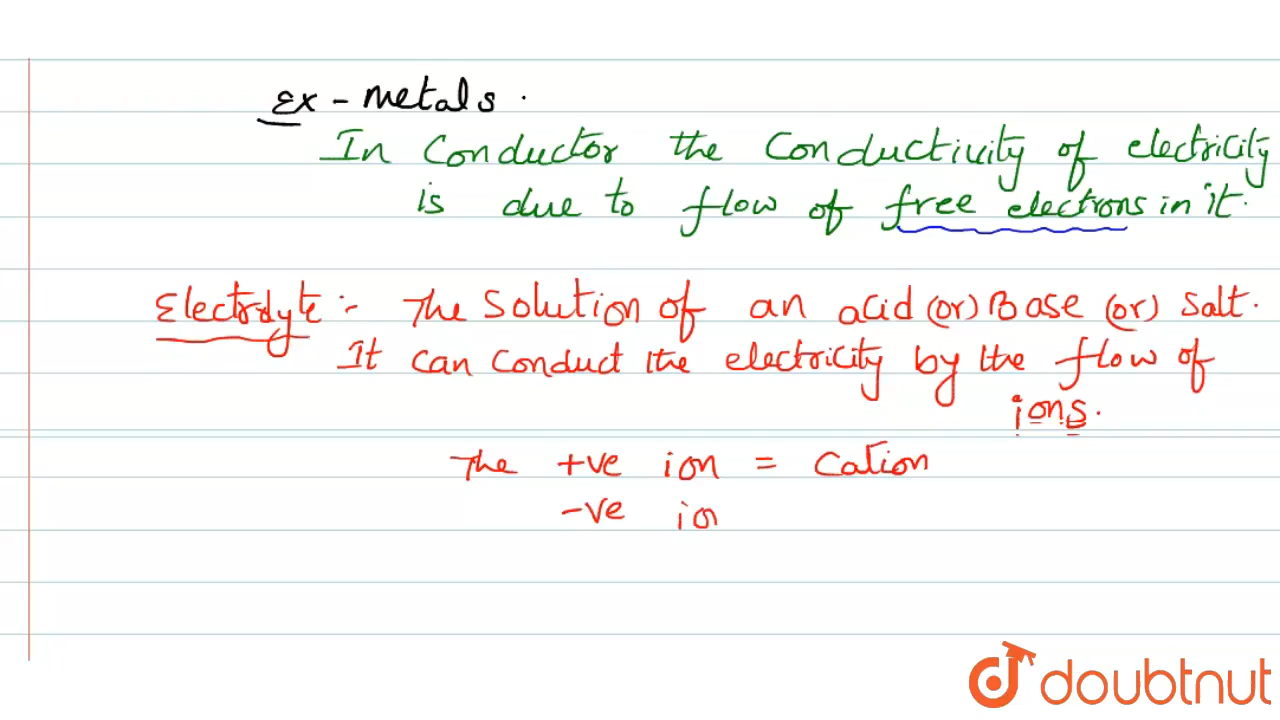 Ex - metals.
In Conductor the Conductivity of electricity
is due to flow of free electrons in it.
Electrolyte :- The Solution of an acid (or) Base (or) Salt.
It can conduct the electricity by the flow of
ions.
The +ve ion = Cation
-ve ion
doubtnut